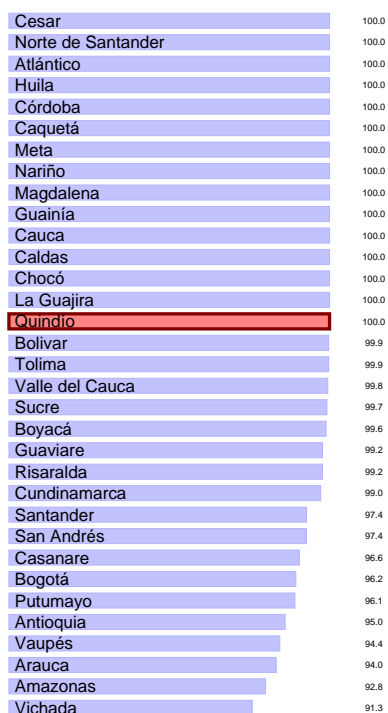 Cesar 100.0
Norte de Santander 100.0
Atlántico 100.0
Huila 100.0
Córdoba 100.0
Caquetá 100.0
Meta 100.0
Nariño 100.0
Magdalena 100.0
Guainía 100.0
Cauca 100.0
Caldas 100.0
Chocó 100.0
La Guajira 100.0
Quindío 100.0
Bolivar 99.9
Tolima 99.9
Valle del Cauca 99.8
Sucre 99.7
Boyacá 99.6
Guaviare 99.2
Risaralda 99.2
Cundinamarca 99.0
Santander 97.4
San Andrés 97.4
Casanare 96.6
Bogotá 96.2
Putumayo 96.1
Antioquia 95.0
Vaupés 94.4
Arauca 94.0
Amazonas 92.8
Vichada 91.3